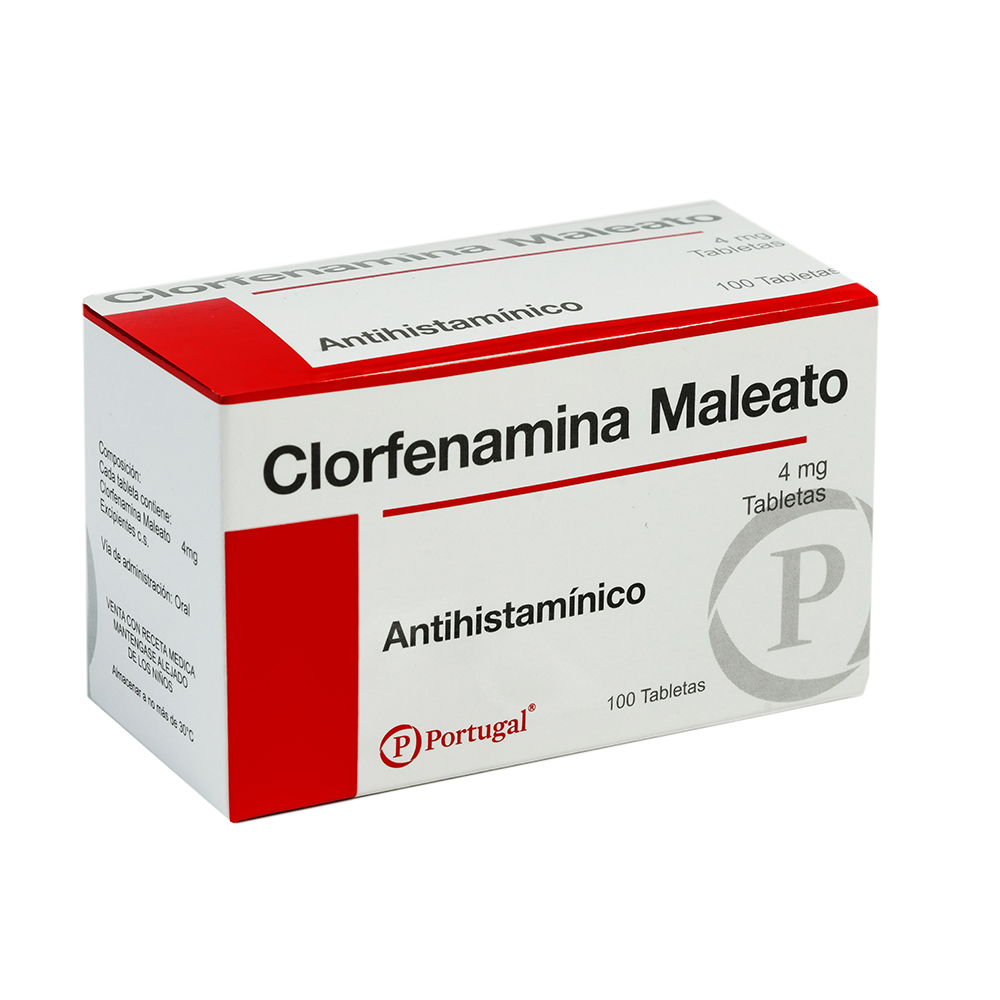 Clorfenamina Maleato
4 mg
Tabletas
100 Tabletas
Antihistamínico
Clorfenamina Maleato
4 mg
Tabletas
Antihistamínico
100 Tabletas
P Portugal®
P
Composición:
Cada tableta contiene:
Clorfenamina Maleato 4mg
Excipientes c.s.
Vía de administración: Oral
VENTA CON RECETA MEDICA
MANTENGASE ALEJADO
DE LOS NIÑOS
Almacenar a no más de 30°C